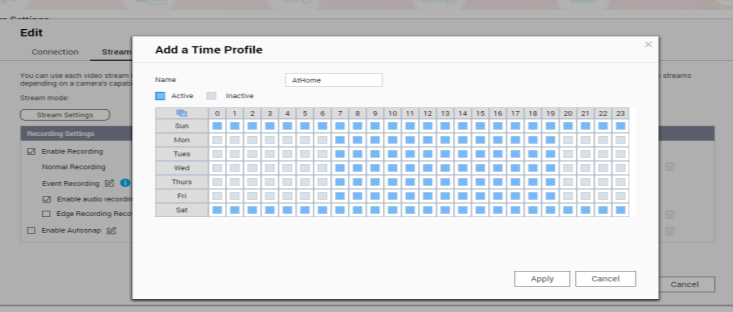 Edit
Connection Stream
Add a Time Profile
You can use each video stream
streams
depending on a camera's capab
Stream mode:
Stream Settings
Recording Settings
Enable Recording
Normal Recording
Event Recording
Enable audio recordin
Edge Recording Reco
Enable Autosnap
Name
AtHome
Active Inactive
0 1 2 3 4 5 6 7 8 9 10 11 12 13 14 15 16 17 18 19 20 21 22 23
Sun
Mon
Tues
Wed
Thurs
Fri
Sat
Apply Cancel
Cancel